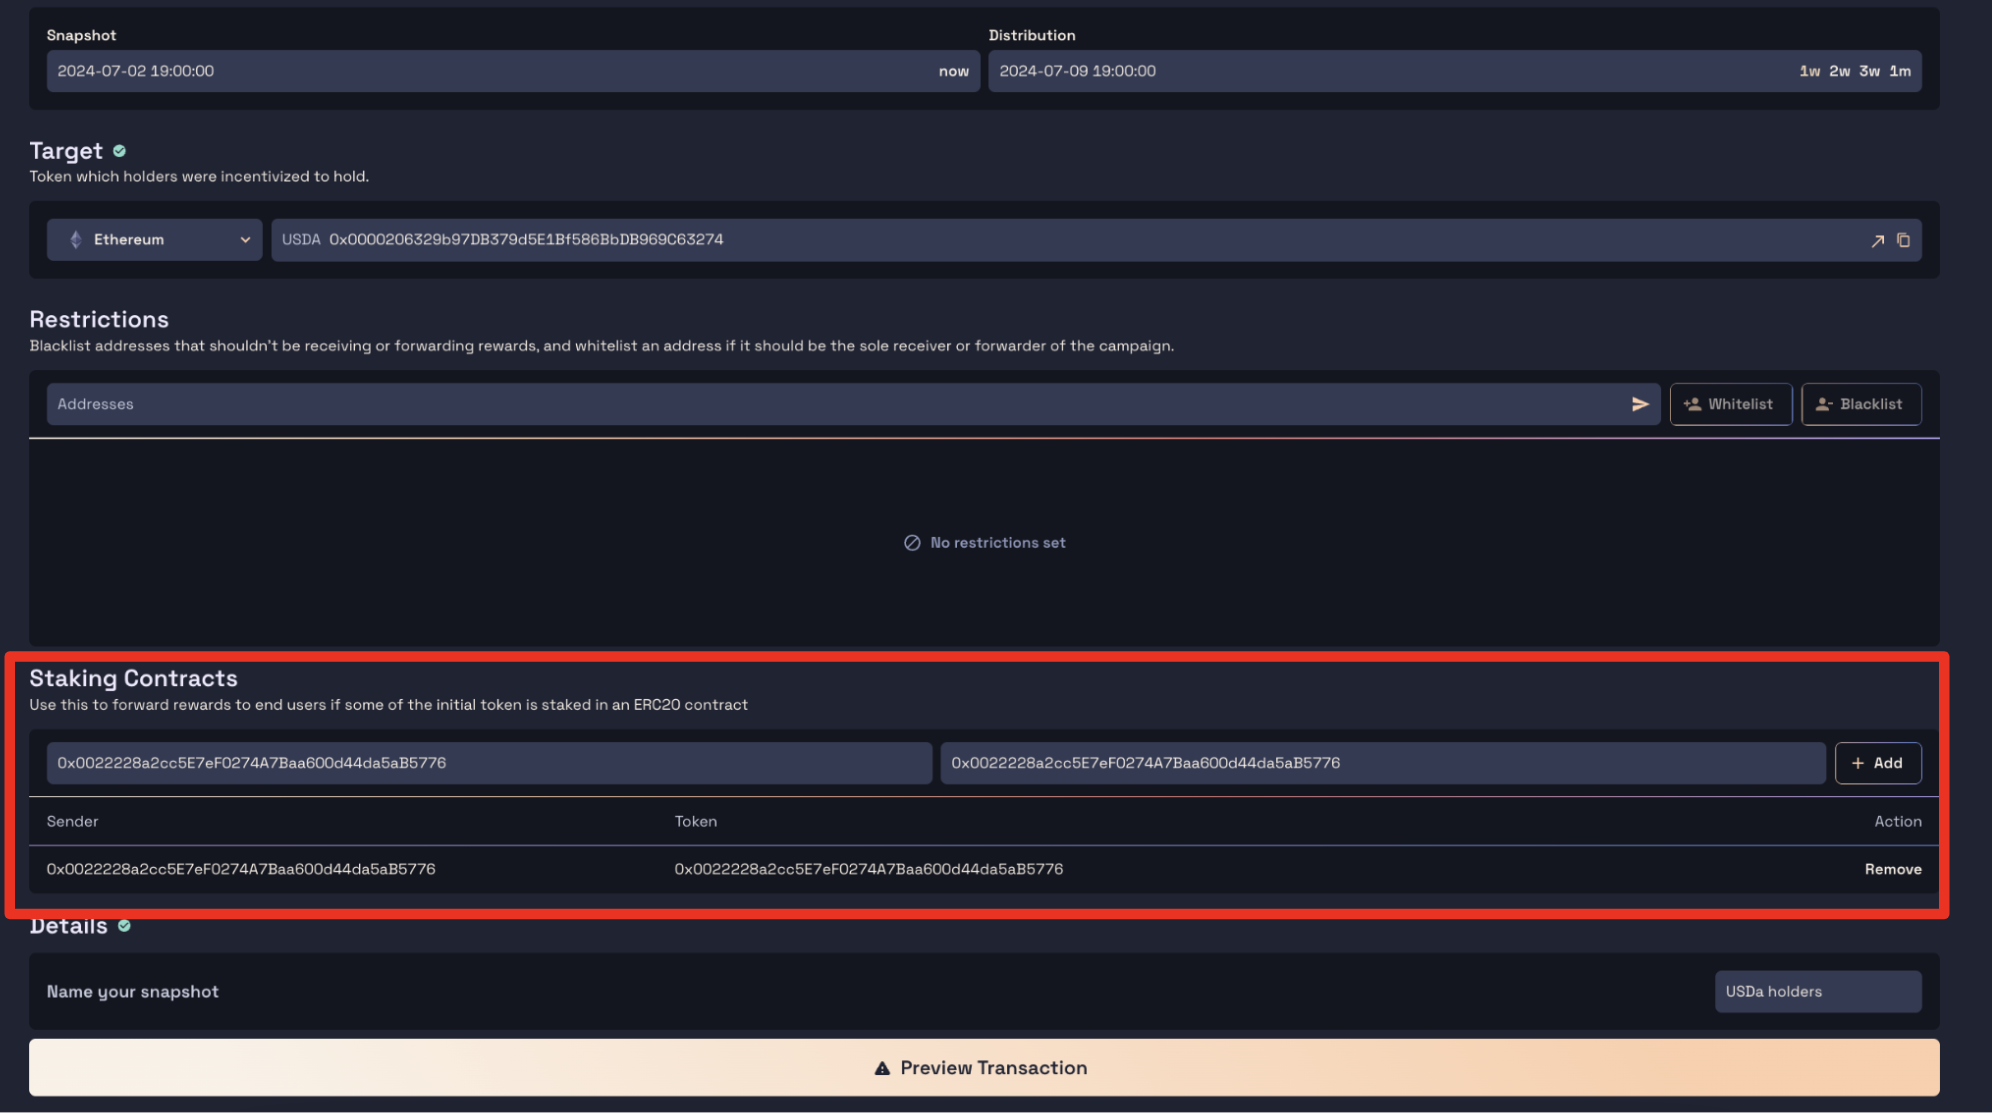 Snapshot
Distribution
2024-07-02 19:00:00 now
2024-07-09 19:00:00 1w 2w 3w 1m
Target
Token which holders were incentivized to hold.
Ethereum
USDA 0x0000206329b97DB379d5E1Bf586BbDB969C63274
Restrictions
Blacklist addresses that shouldn't be receiving or forwarding rewards, and whitelist an address if it should be the sole receiver or forwarder of the campaign.
Addresses
Whitelist
Blacklist
No restrictions set
Staking Contracts
Use this to forward rewards to end users if some of the initial token is staked in an ERC20 contract
0x0022228a2cc5E7eF0274A7Baa600d44da5aB5776
0x0022228a2cc5E7eF0274A7Baa600d44da5aB5776
+ Add
Sender Token Action
0x0022228a2cc5E7eF0274A7Baa600d44da5aB5776 0x0022228a2cc5E7eF0274A7Baa600d44da5aB5776 Remove
Details
Name your snapshot
USDa holders
Preview Transaction